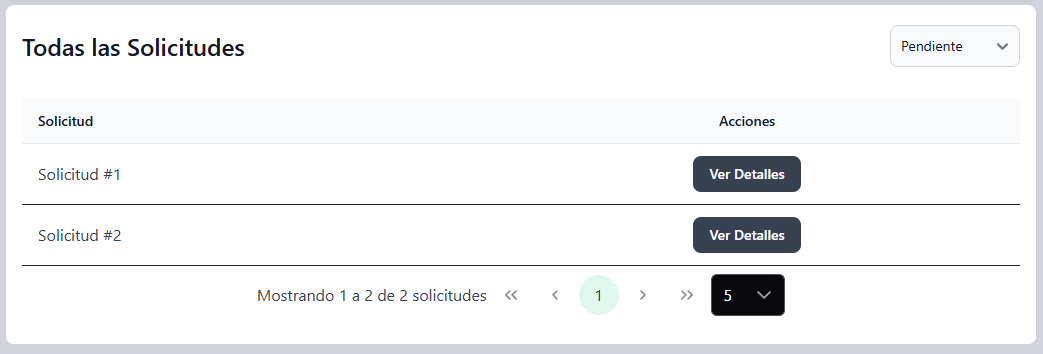 Todas las Solicitudes
Pendiente
Solicitud Acciones
Solicitud #1 Ver Detalles
Solicitud #2 Ver Detalles
Mostrando 1 a 2 de 2 solicitudes 1 5